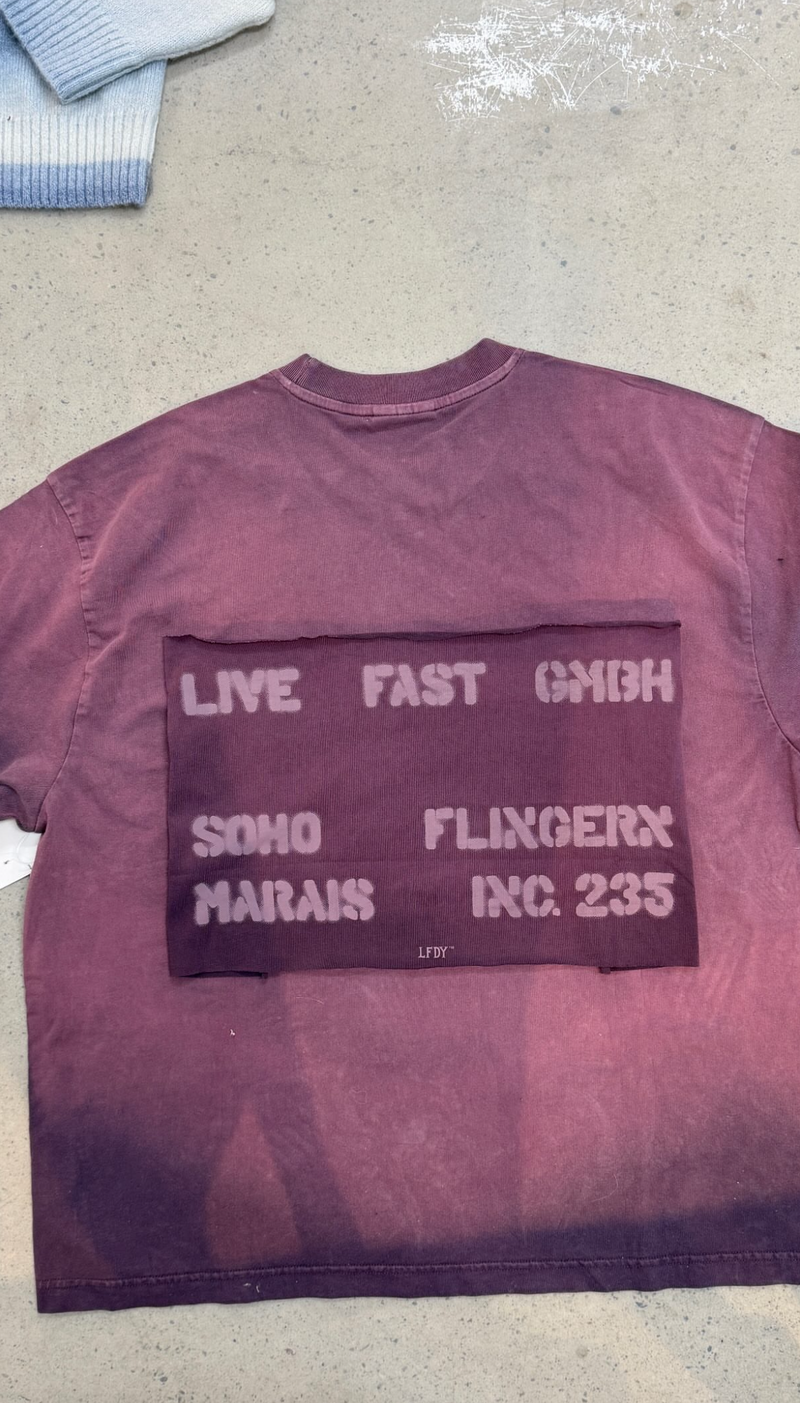 LIVE FAST GMBH
SOHO FLINGERN
MARAIS INC. 235
LFDY™